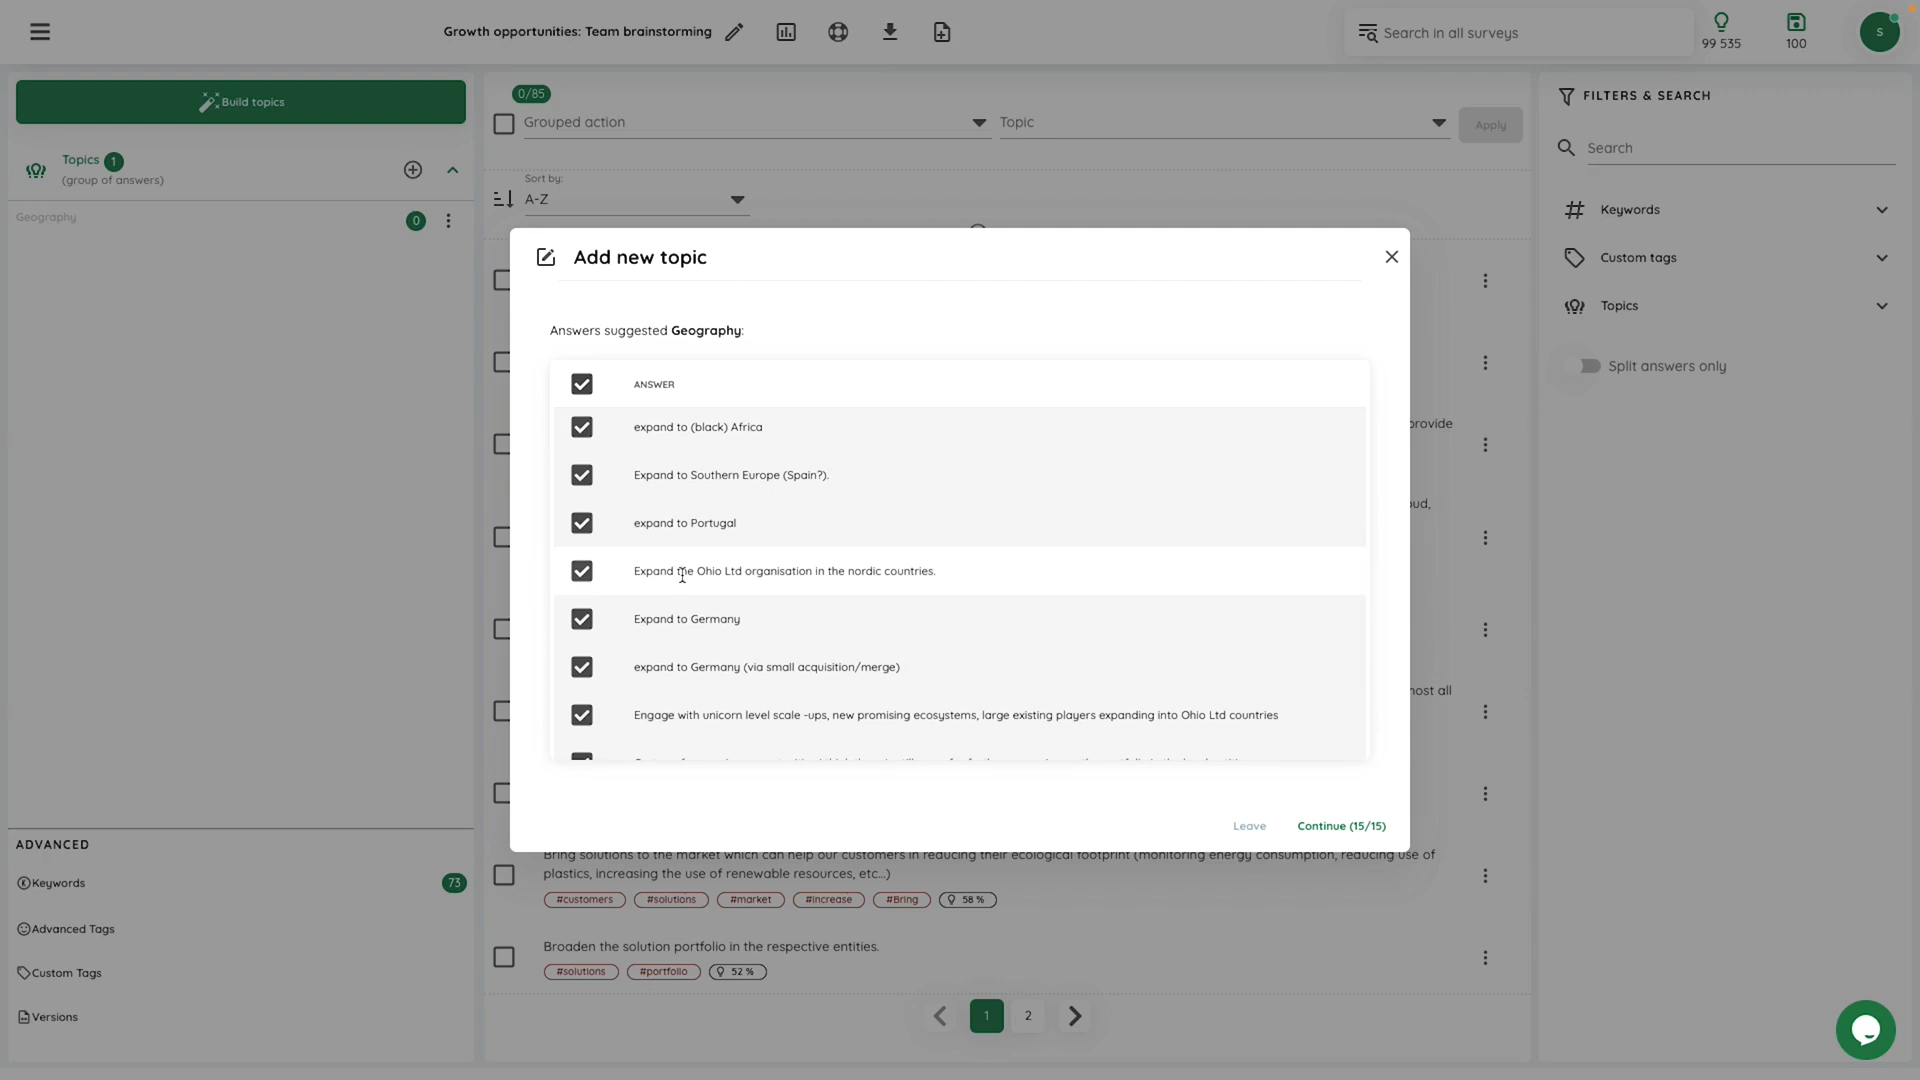 Growth opportunities: Team brainstorming
Search in all surveys
99 535
100
S
Build topics
Topics 1
(group of answers)
Geography
0
0/85
Grouped action
Topic
Apply
Sort by:
A-Z
FILTERS & SEARCH
Search
Keywords
Custom tags
Topics
Split answers only
Add new topic
Answers suggested Geography:
ANSWER
expand to (black) Africa
Expand to Southern Europe (Spain?).
expand to Portugal
Expand the Ohio Ltd organisation in the nordic countries.
Expand to Germany
expand to Germany (via small acquisition/merge)
Engage with unicorn level scale -ups, new promising ecosystems, large existing players expanding into Ohio Ltd countries
Leave
Continue (15/15)
provide
oud,
most all
Bring solutions to the market which can help our customers in reducing their ecological footprint (monitoring energy consumption, reducing use of
plastics, increasing the use of renewable resources, etc...)
#customers #solutions #market #increase #Bring 58 %
Broaden the solution portfolio in the respective entities.
#solutions #portfolio 52 %
1 2
ADVANCED
Keywords
73
Advanced Tags
Custom Tags
Versions